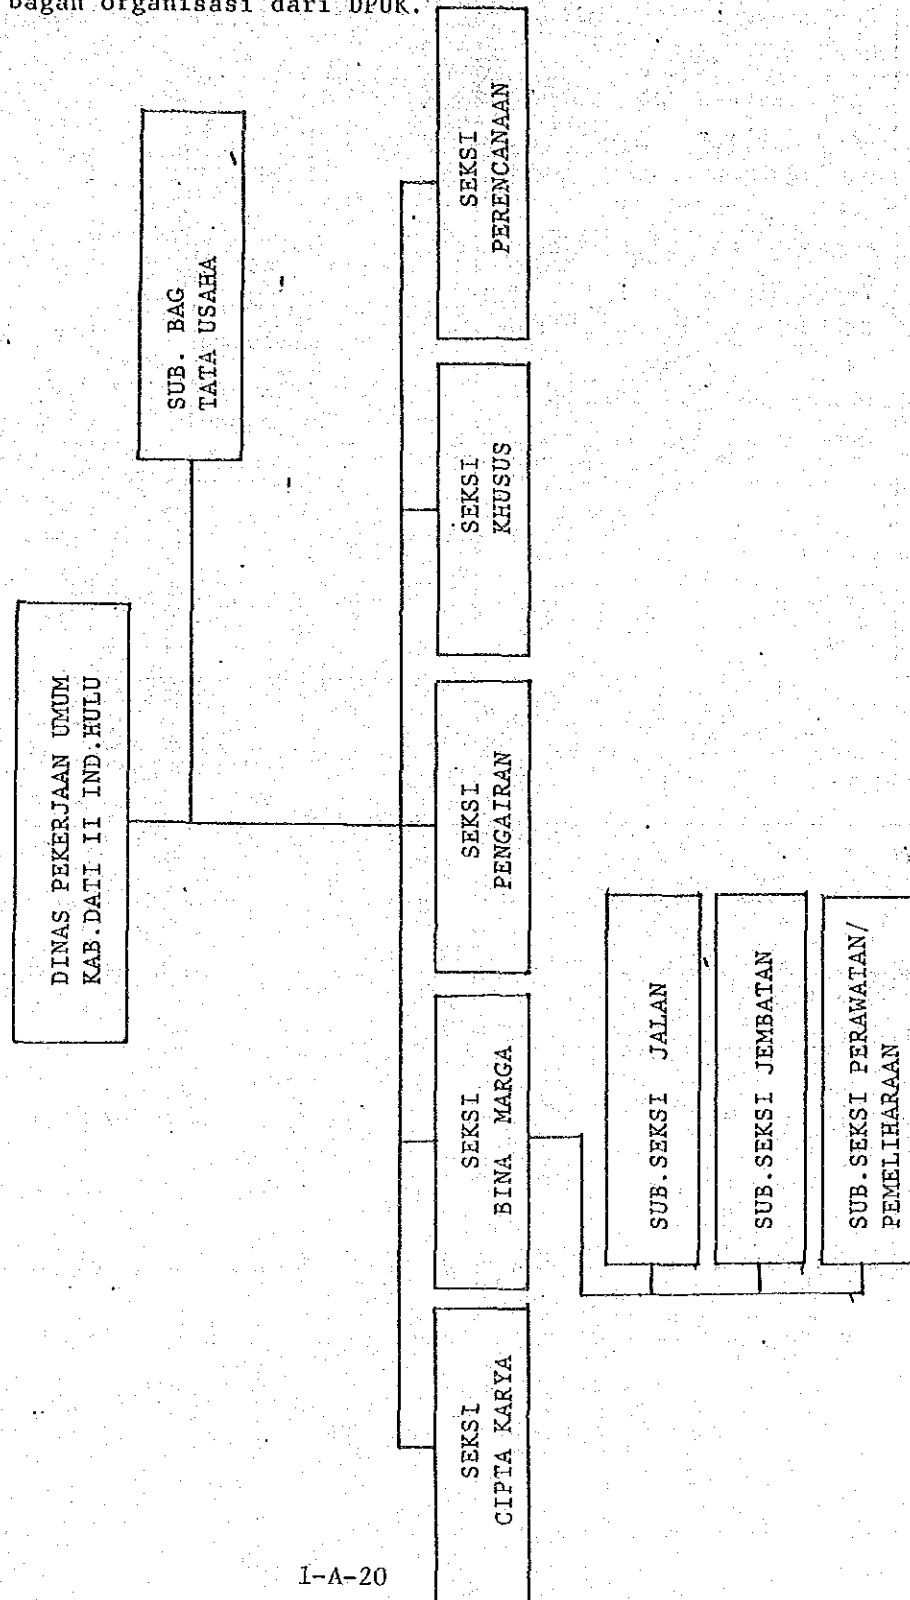 bagan organisasi dari DPUK.
DINAS PEKERJAAN UMUM
KAB.DATI II IND.HULU
SUB. BAG
TATA USAHA
SEKSI
CIPTA KARYA
SEKSI
BINA MARGA
SEKSI
PENGAIRAN
SEKSI
KHUSUS
SEKSI
PERENCANAAN
SUB.SEKSI JALAN
SUB.SEKSI JEMBATAN
SUB.SEKSI PERAWATAN/
PEMELIHARAAN
1-A-20